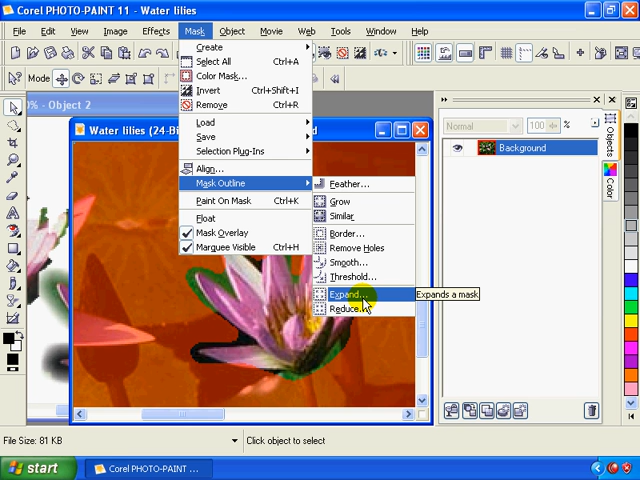 Corel PHOTO-PAINT 11 - Water lilies
File Edit View Image Effects Mask Object Movie Web Tools Window Help
Create
Select All Ctrl+A
Color Mask...
Invert Ctrl+Shift+I
Remove Ctrl+R
Load
Save
Selection Plug-Ins
Align...
Mask Outline
Paint On Mask Ctrl+K
Float
Mask Overlay
Marquee Visible Ctrl+H
Feather...
Grow
Similar
Border...
Remove Holes
Smooth...
Threshold...
Expand...
Reduce...
Expands a mask
Mode
0% - Object 2
Water lilies (24-Bi
d
Normal 100 %
Background
Objects
Color
File Size: 81 KB Click object to select
start Corel PHOTO-PAINT ...